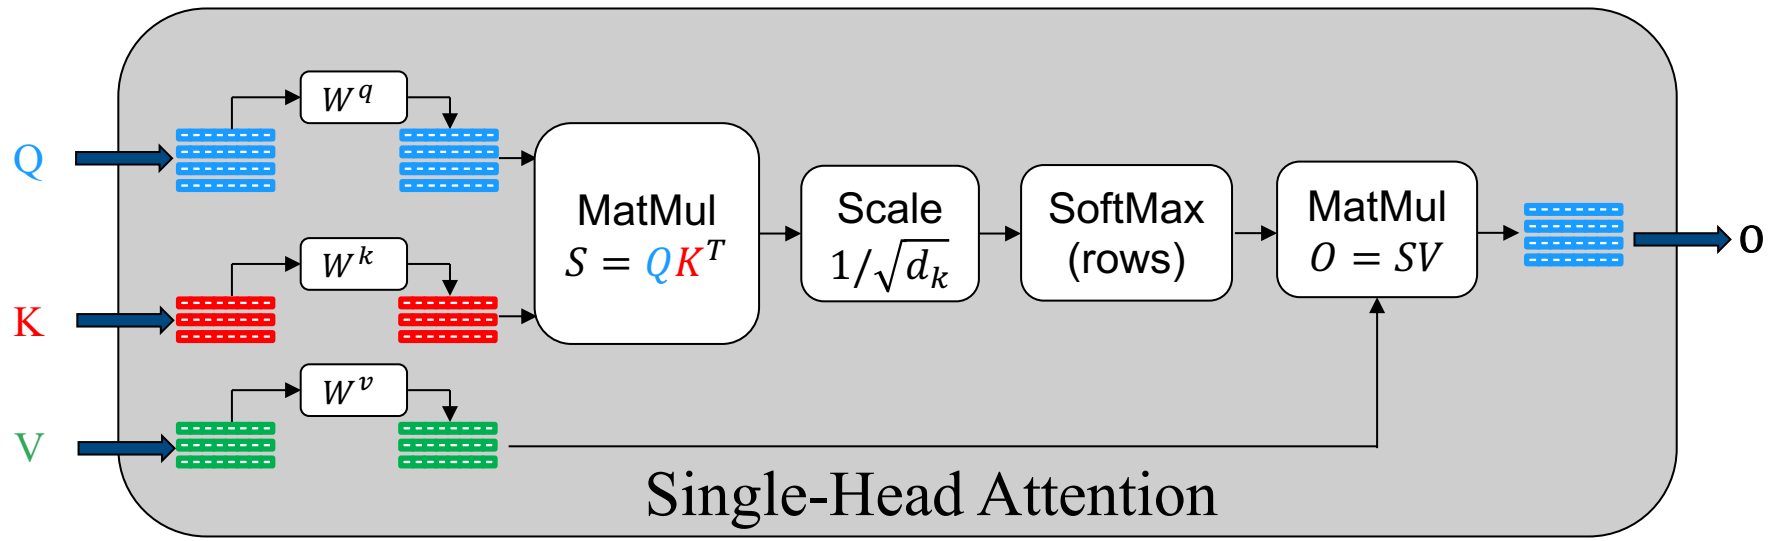 Q
K
V
W^q
W^k
W^v
MatMul
S = QK^T
Scale
1/√d_k
SoftMax
(rows)
MatMul
O = SV
O
Single-Head Attention